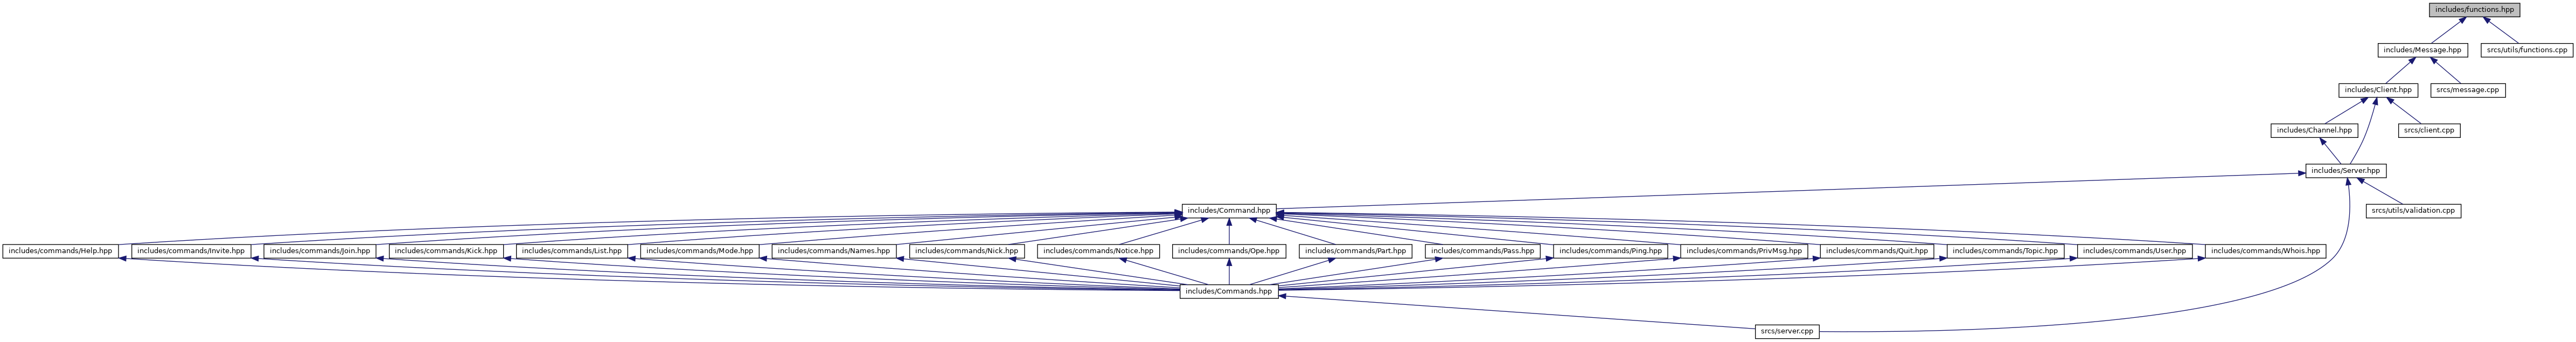 includes/functions.hpp
includes/Message.hpp
srcs/utils/functions.cpp
includes/Client.hpp
srcs/message.cpp
includes/Channel.hpp
srcs/client.cpp
includes/Server.hpp
includes/Command.hpp
srcs/utils/validation.cpp
includes/commands/Help.hpp
includes/commands/Invite.hpp
includes/commands/Join.hpp
includes/commands/Kick.hpp
includes/commands/List.hpp
includes/commands/Mode.hpp
includes/commands/Names.hpp
includes/commands/Nick.hpp
includes/commands/Notice.hpp
includes/commands/Ope.hpp
includes/commands/Part.hpp
includes/commands/Pass.hpp
includes/commands/Ping.hpp
includes/commands/PrivMsg.hpp
includes/commands/Quit.hpp
includes/commands/Topic.hpp
includes/commands/User.hpp
includes/commands/Whois.hpp
includes/Commands.hpp
srcs/server.cpp